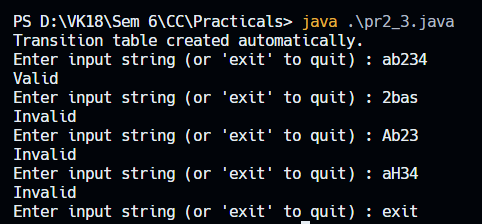 PS D:\VK18\Sem 6\CC\Practicals> java .\pr2_3.java
Transition table created automatically.
Enter input string (or 'exit' to quit) : ab234
Valid
Enter input string (or 'exit' to quit) : 2bas
Invalid
Enter input string (or 'exit' to quit) : Ab23
Invalid
Enter input string (or 'exit' to quit) : aH34
Invalid
Enter input string (or 'exit' to quit) : exit